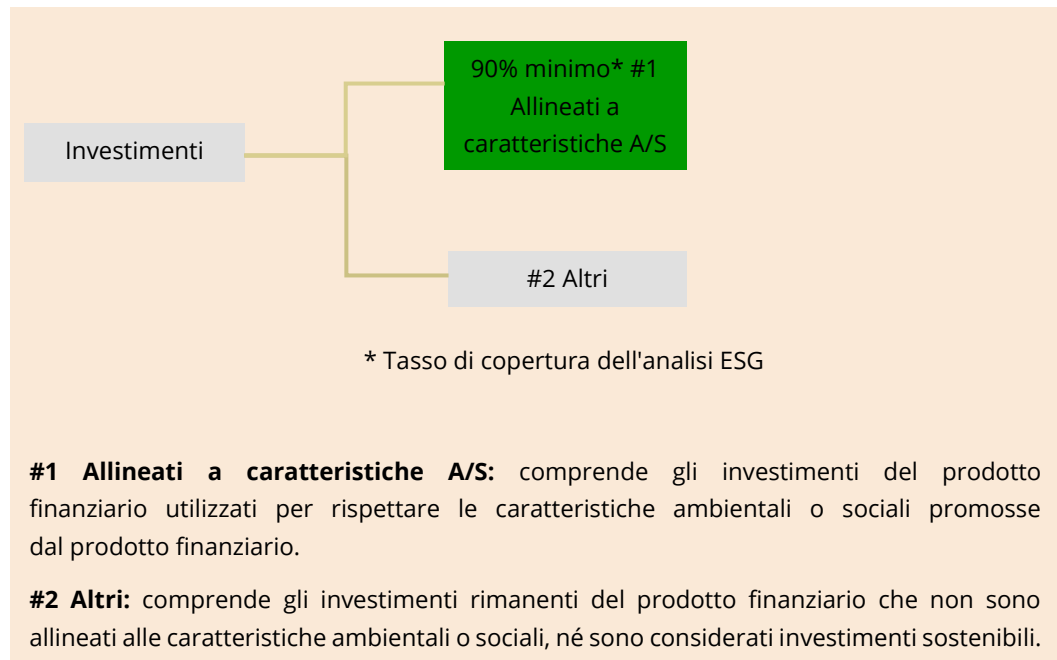 90% minimo* #1
Allineati a
caratteristiche A/S
Investimenti
#2 Altri
* Tasso di copertura dell'analisi ESG
#1 Allineati a caratteristiche A/S: comprende gli investimenti del prodotto
finanziario utilizzati per rispettare le caratteristiche ambientali o sociali promosse
dal prodotto finanziario.
#2 Altri: comprende gli investimenti rimanenti del prodotto finanziario che non sono
allineati alle caratteristiche ambientali o sociali, né sono considerati investimenti sostenibili.